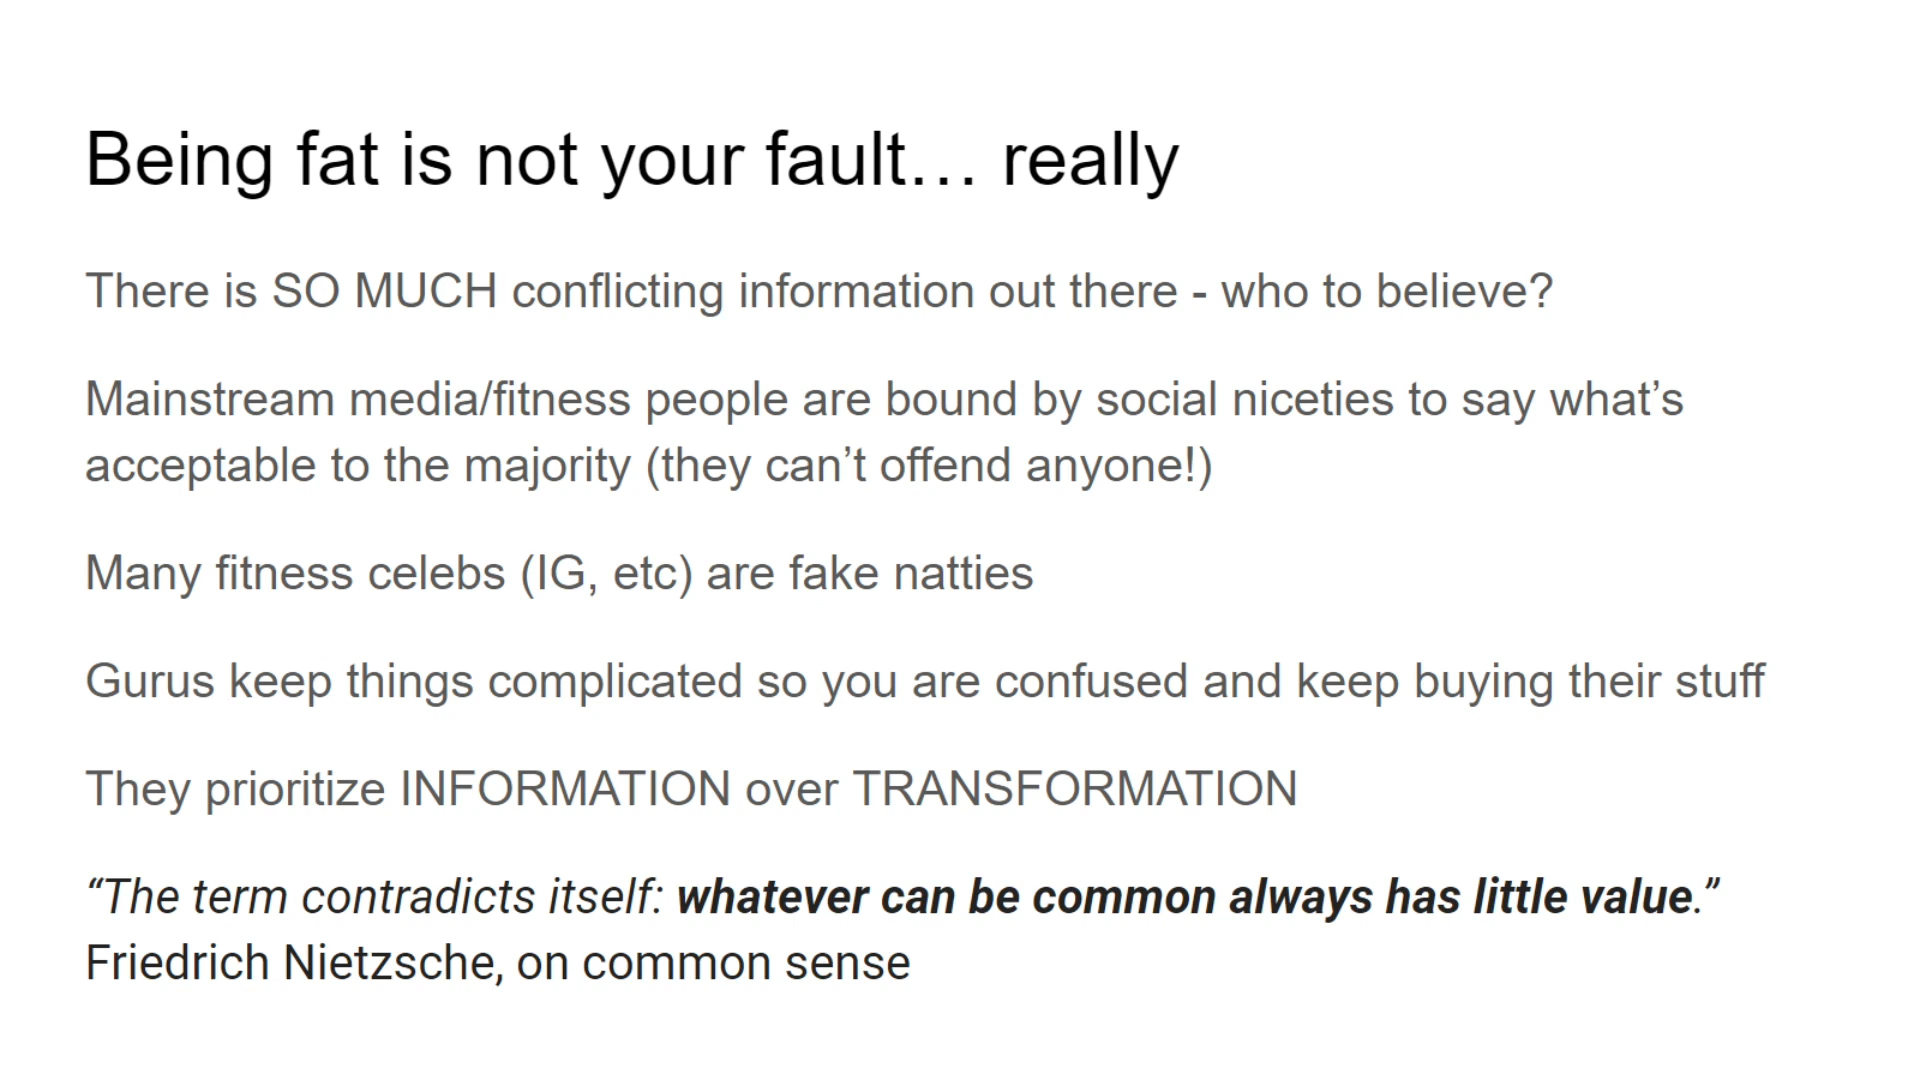 Being fat is not your fault… really
There is SO MUCH conflicting information out there - who to believe?
Mainstream media/fitness people are bound by social niceties to say what’s
acceptable to the majority (they can’t offend anyone!)
Many fitness celebs (IG, etc) are fake natties
Gurus keep things complicated so you are confused and keep buying their stuff
They prioritize INFORMATION over TRANSFORMATION
“The term contradicts itself: whatever can be common always has little value.”
Friedrich Nietzsche, on common sense